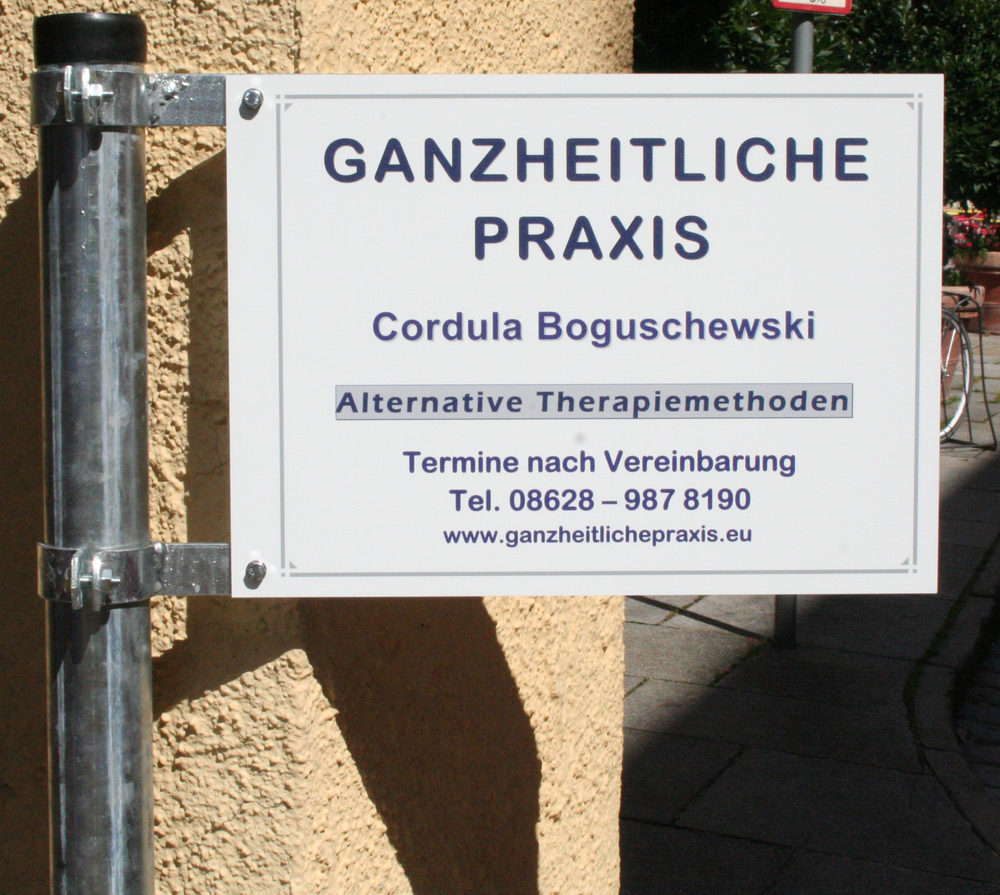 GANZHEITLICHE
PRAXIS
Cordula Boguschewski
Alternative Therapiemethoden
Termine nach Vereinbarung
Tel. 08628 – 987 8190
www.ganzheitlichepraxis.eu